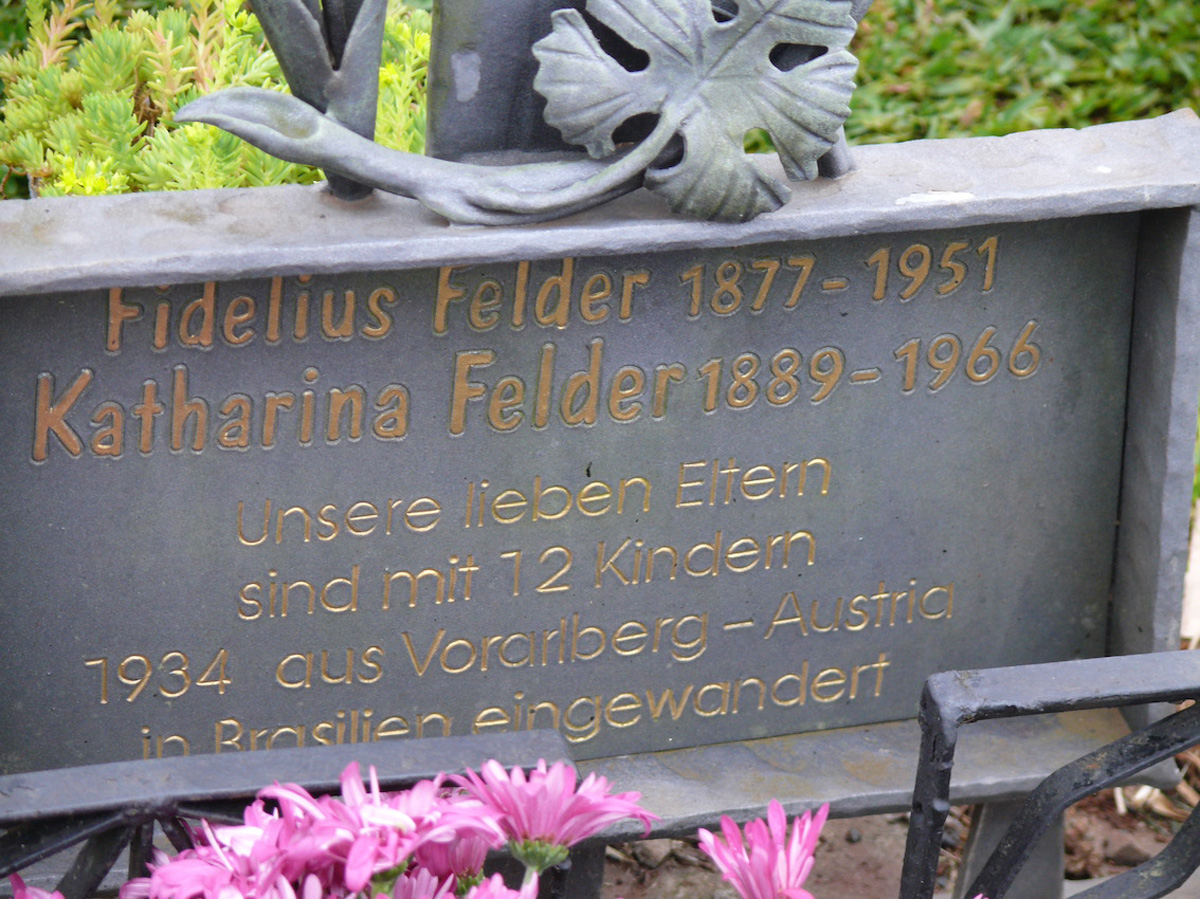 Fidelius Felder 1877 - 1951
Katharina Felder 1889 - 1966
Unsere lieben Eltern
sind mit 12 Kindern
1934 aus Vorarlberg - Austria
in Brasilien eingewandert